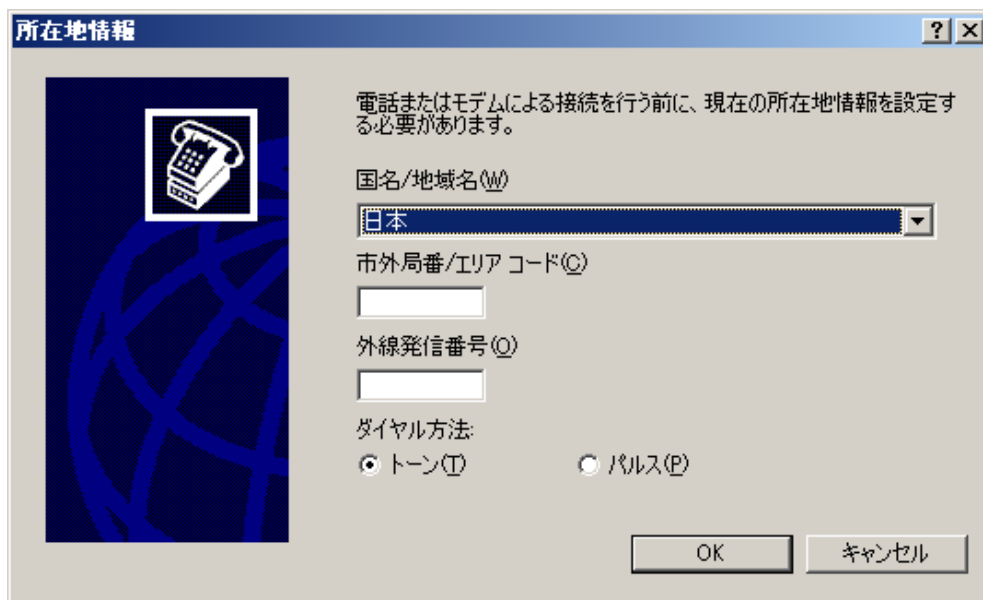 所在地情報
電話またはモデムによる接続を行う前に、現在の所在地情報を設定す
る必要があります。
国名/地域名(W)
日本
市外局番/エリア コード(C)
外線発信番号(O)
ダイヤル方法:
トーン(T) パルス(P)
OK キャンセル